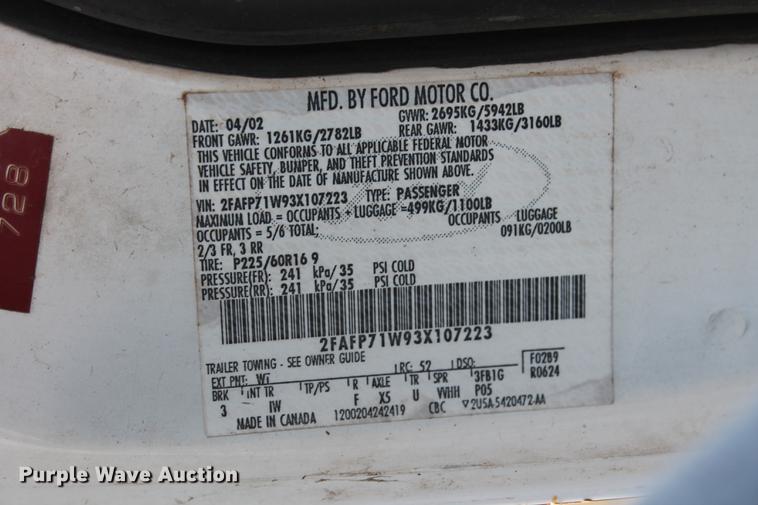 MFD. BY FORD MOTOR CO.
DATE: 04/02 GVWR: 2695KG/5942LB
FRONT GAWR: 1261KG/2782LB REAR GAWR: 1433KG/3160LB
THIS VEHICLE CONFORMS TO ALL APPLICABLE FEDERAL MOTOR
VEHICLE SAFETY, BUMPER, AND THEFT PREVENTION STANDARDS
IN EFFECT ON THE DATE OF MANUFACTURE SHOWN ABOVE.
VIN: 2FAFP71W93X107223 TYPE: PASSENGER
MAXIMUM LOAD = OCCUPANTS + LUGGAGE =499KG/1100LB
OCCUPANTS = 5/6 TOTAL; OCCUPANTS LUGGAGE
2/3 FR, 3 RR 091KG/0200LB
TIRE: P225/60R16 9
PRESSURE(FR): 241 kPa/35 PSI COLD
PRESSURE(RR): 241 kPa/35 PSI COLD
2FAFP71W93X107223
TRAILER TOWING - SEE OWNER GUIDE
EXT PNT: WI RC: 52 DSO: F0289
BRK INT TR TP/PS R AXLE TR SPR 3FB1G R0624
3 IW F X5 U WHH P05
MADE IN CANADA 1200204242419 CBC 2U5A-5420472-AA
728
Purple Wave Auction